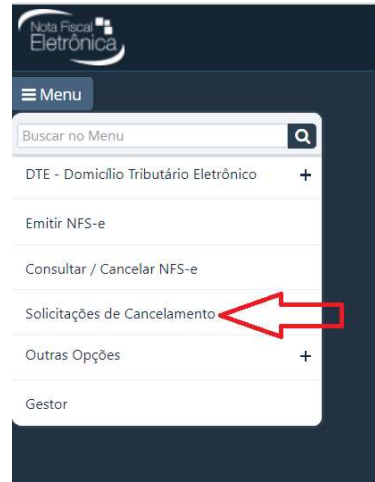 Nota Fiscal
Eletrônica
Menu
Buscar no Menu
DTE - Domicílio Tributário Eletrônico
Emitir NFS-e
Consultar / Cancelar NFS-e
Solicitações de Cancelamento
Outras Opções
Gestor